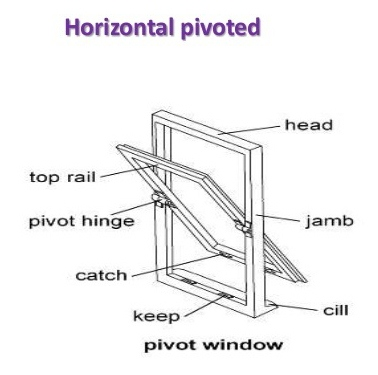 Horizontal pivoted
head
top rail
pivot hinge
jamb
catch
keep
cill
pivot window